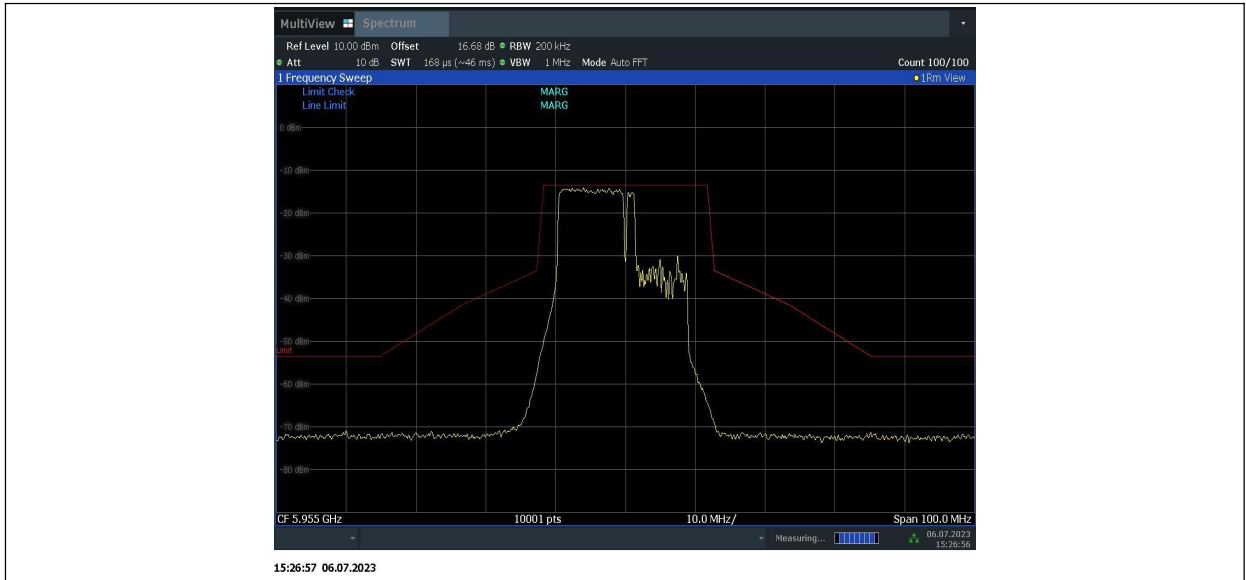 MultiView Spectrum
Ref Level 10.00 dBm Offset 16.68 dB RBW 200 kHz
Att 10 dB SWT 168 µs (~46 ms) VBW 1 MHz Mode Auto FFT Count 100/100
1 Frequency Sweep 1Rm View
Limit Check MARG
Line Limit MARG
0 dBm
-10 dBm
-20 dBm
-30 dBm
-40 dBm
-50 dBm
Limit
-60 dBm
-70 dBm
-80 dBm
CF 5.955 GHz 10001 pts 10.0 MHz/ Span 100.0 MHz
Measuring... 06.07.2023
15:26:56
15:26:57 06.07.2023